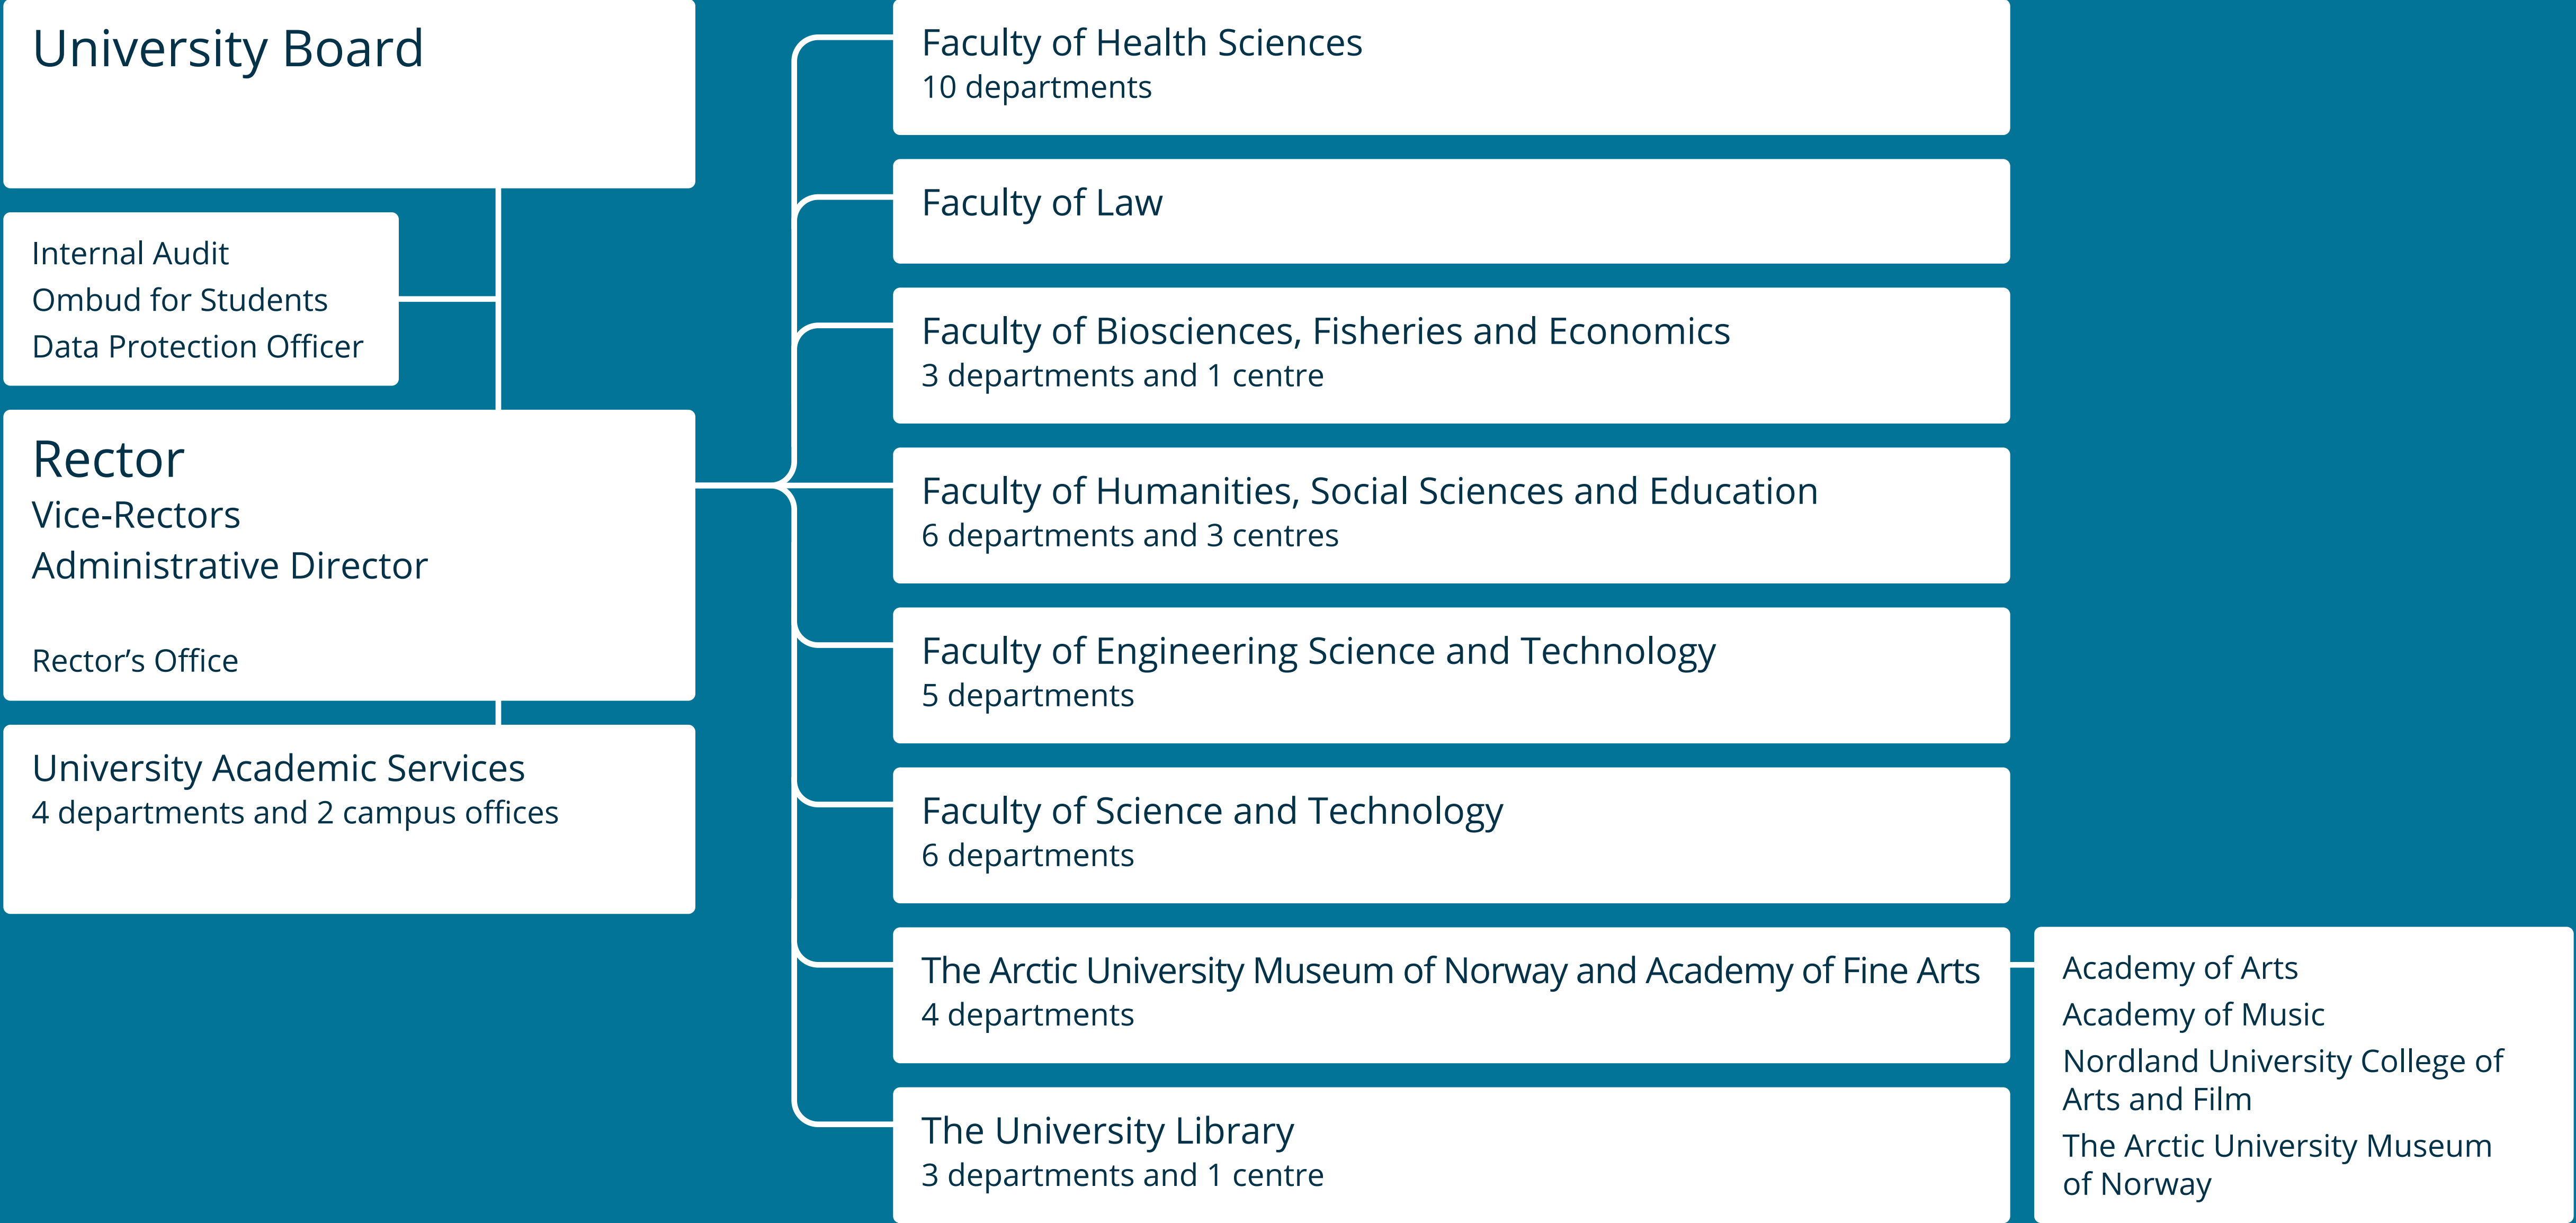 University Board
Internal Audit
Ombud for Students
Data Protection Officer
Rector
Vice-Rectors
Administrative Director
Rector’s Office
University Academic Services
4 departments and 2 campus offices
Faculty of Health Sciences
10 departments
Faculty of Law
Faculty of Biosciences, Fisheries and Economics
3 departments and 1 centre
Faculty of Humanities, Social Sciences and Education
6 departments and 3 centres
Faculty of Engineering Science and Technology
5 departments
Faculty of Science and Technology
6 departments
The Arctic University Museum of Norway and Academy of Fine Arts
4 departments
The University Library
3 departments and 1 centre
Academy of Arts
Academy of Music
Nordland University College of
Arts and Film
The Arctic University Museum
of Norway